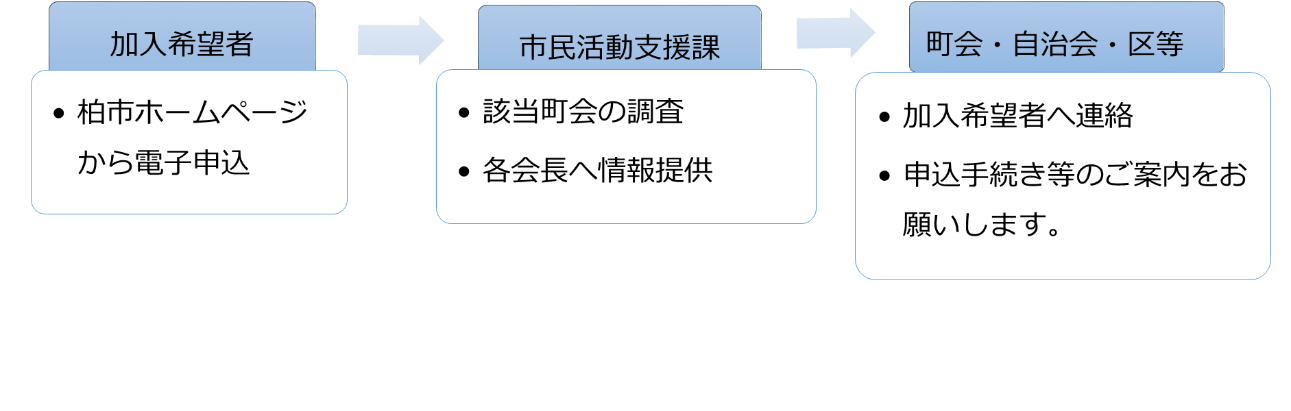 加入希望者
• 柏市ホームページ
から電子申込
市民活動支援課
• 該当町会の調査
• 各会長へ情報提供
町会・自治会・区等
• 加入希望者へ連絡
• 申込手続き等のご案内をお
願いします。